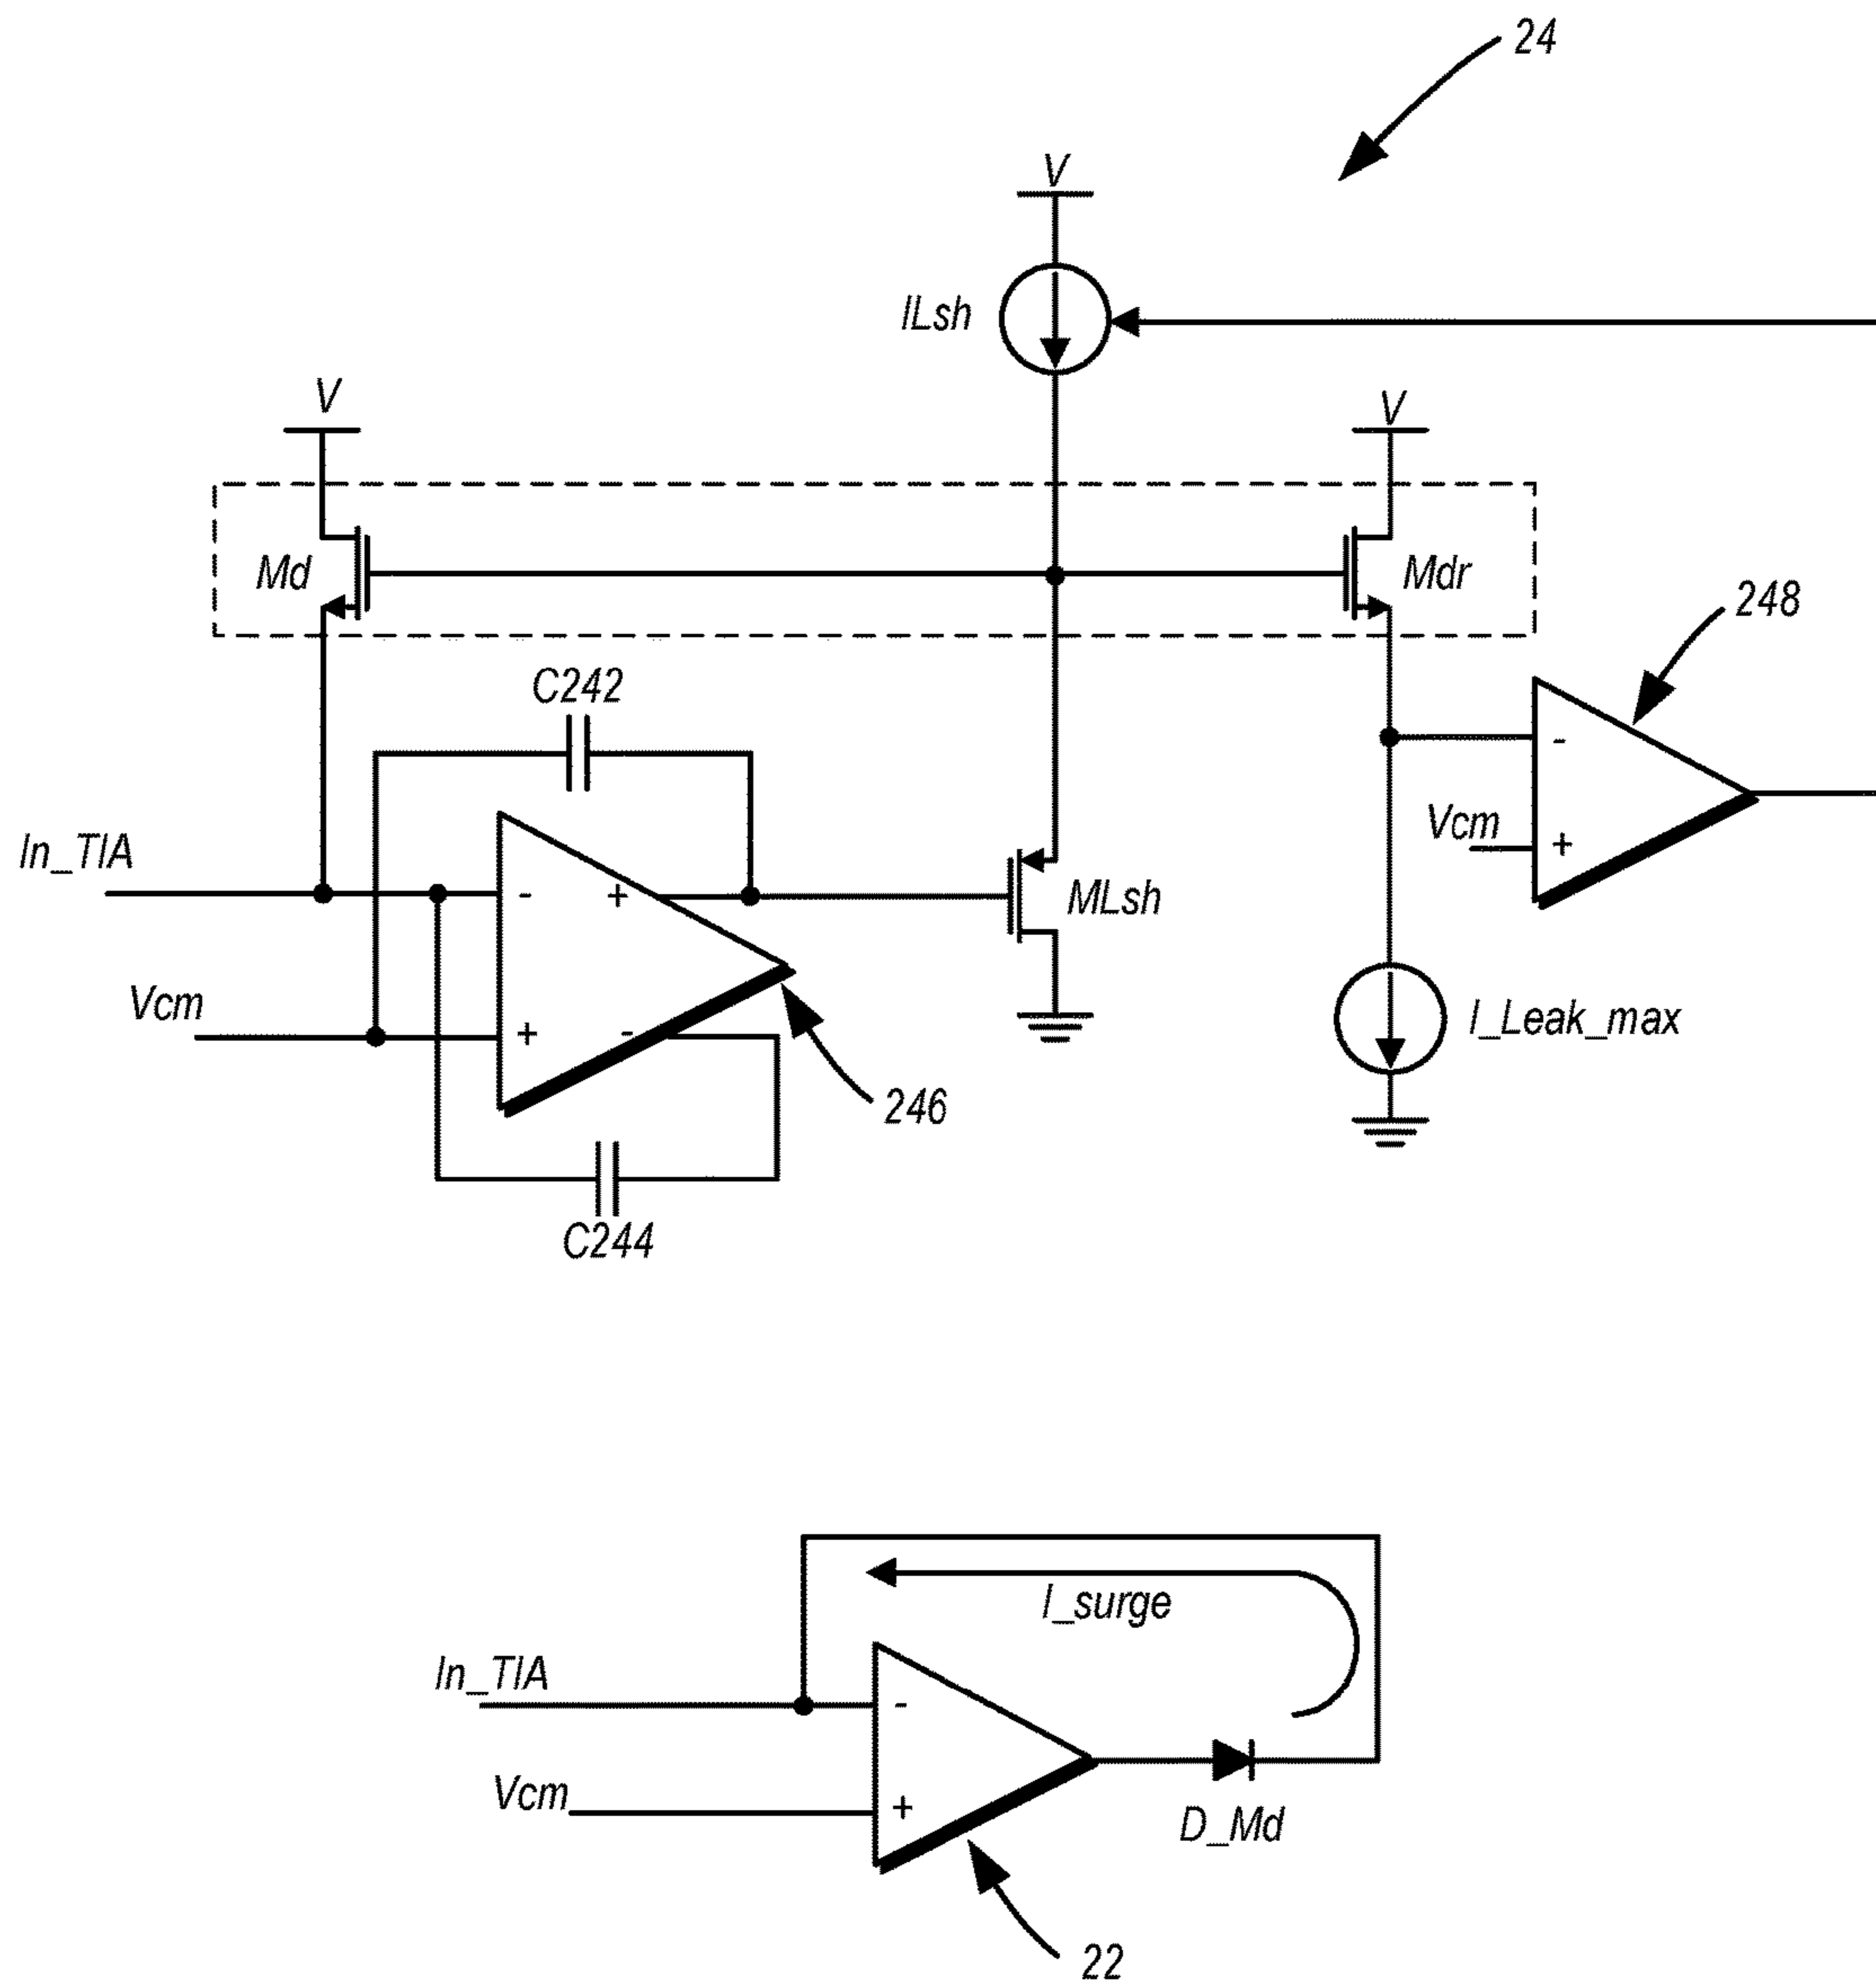 24
V
ILsh
V
V
Md
Mdr
248
C242
-
Vcm
+
In_TIA
-
+
MLsh
Vcm
+
-
I_Leak_max
246
C244
I_surge
In_TIA
-
Vcm
+
D_Md
22